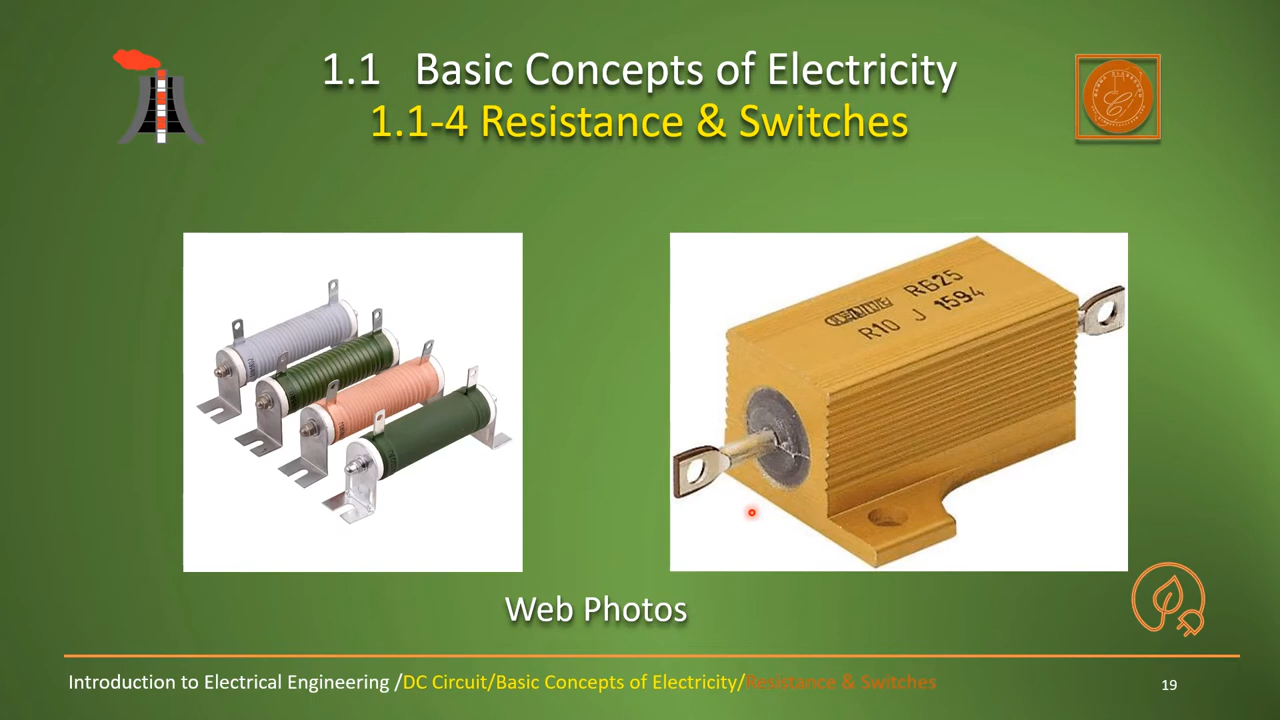 1.1 Basic Concepts of Electricity
1.1-4 Resistance & Switches
RB25
R10 J 1594
Web Photos
Introduction to Electrical Engineering /DC Circuit/Basic Concepts of Electricity/Resistance & Switches
19